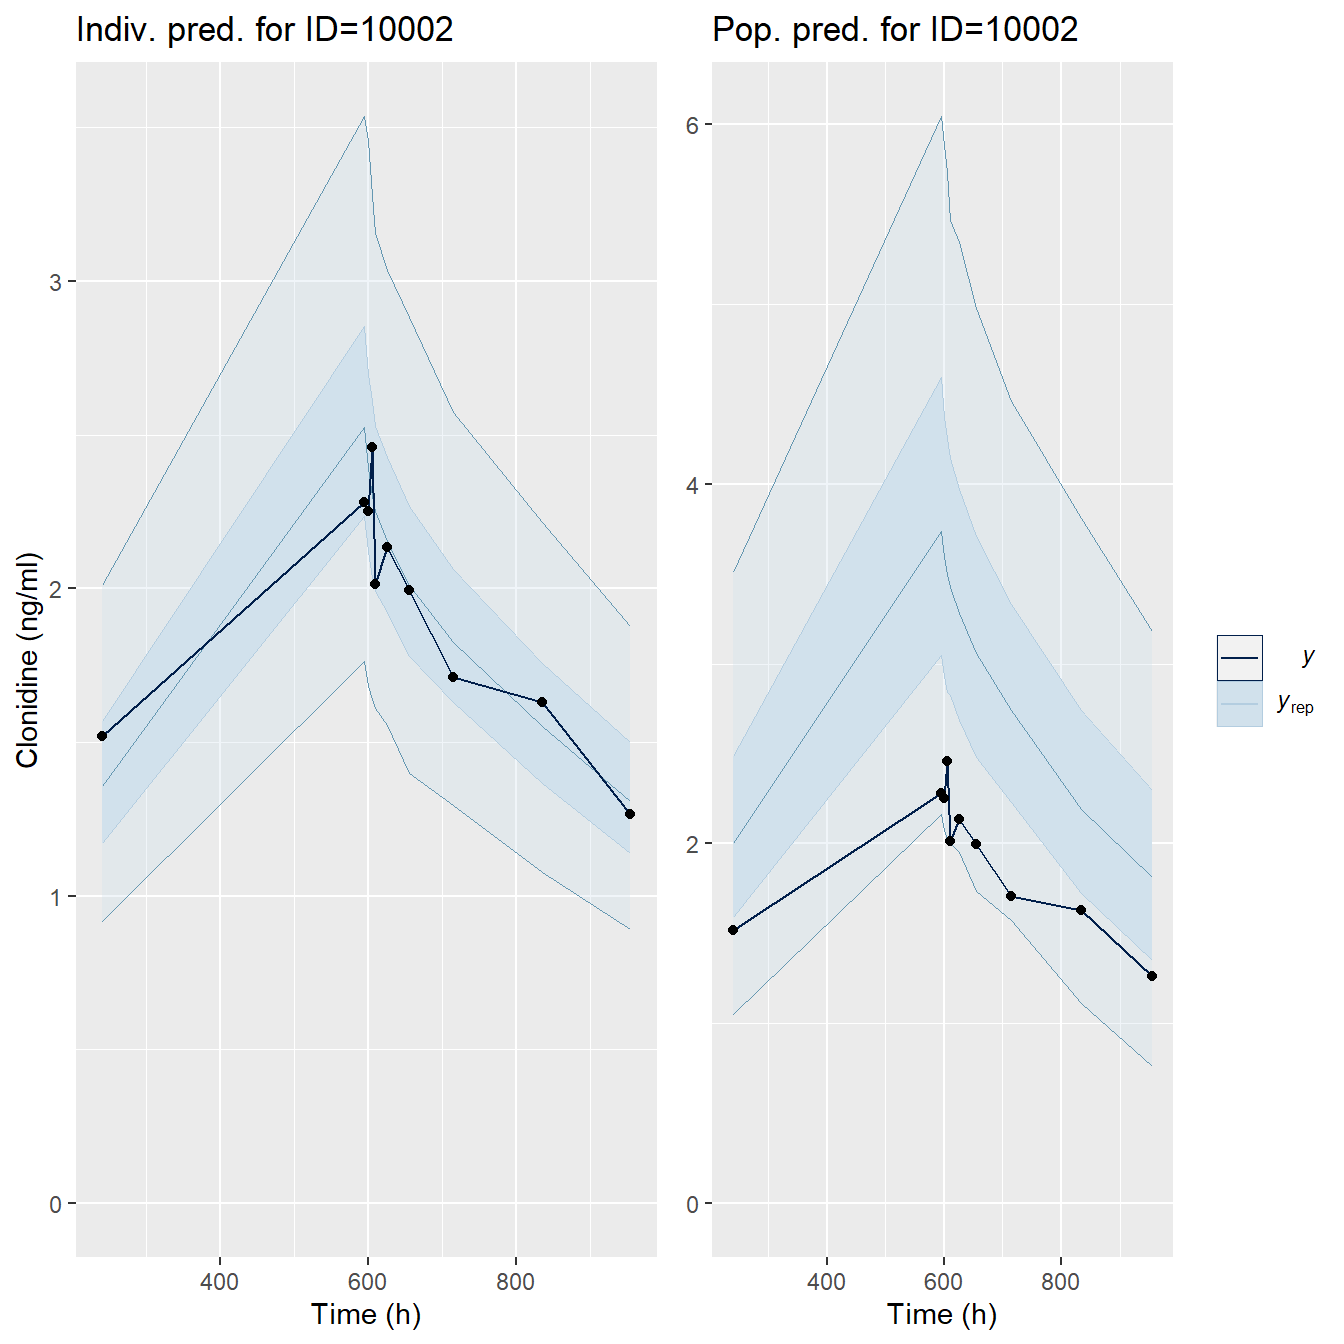 Indiv. pred. for ID=10002
Clonidine (ng/ml)
3
2
1
0
400 600 800
Time (h)
Pop. pred. for ID=10002
6
4
2
0
400 600 800
Time (h)
y
yrep